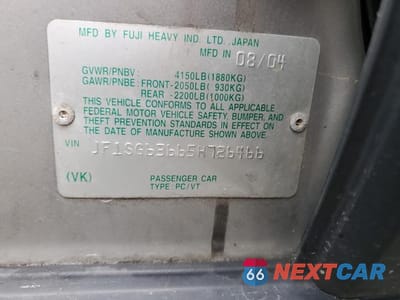 MFD BY FUJI HEAVY IND. LTD. JAPAN
MFD IN 08/04
GVWR/PNBV: 4150LB(1880KG)
GAWR/PNBE: FRONT-2050LB( 930KG)
REAR -2200LB(1000KG)
THIS VEHICLE CONFORMS TO ALL APPLICABLE
FEDERAL MOTOR VEHICLE SAFETY, BUMPER, AND
THEFT PREVENTION STANDARDS IN EFFECT ON
THE DATE OF MANUFACTURE SHOWN ABOVE.
VIN
(VK)
PASSENGER CAR
TYPE: PC/VT
66 NEXTCAR